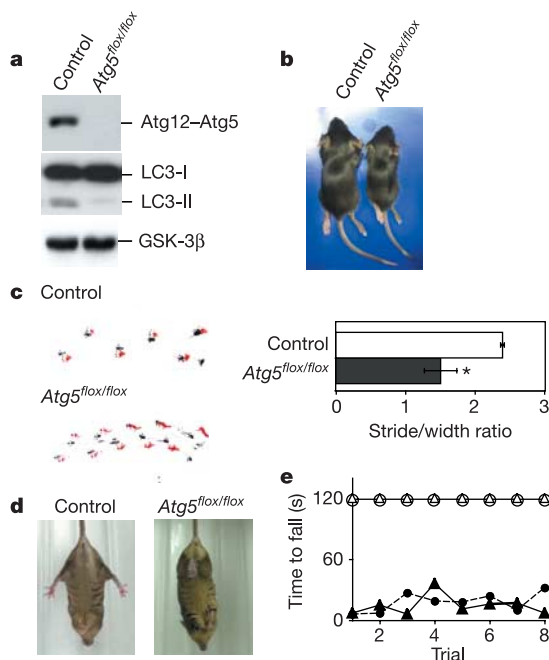 a
Control
Atg5flox/flox
Atg12–Atg5
LC3-I
LC3-II
GSK-3β
b
Control
Atg5flox/flox
c
Control
Atg5flox/flox
Control
Atg5flox/flox
*
0 1 2 3
Stride/width ratio
d
Control
Atg5flox/flox
e
Time to fall (s)
120
60
0
2 4 6 8
Trial